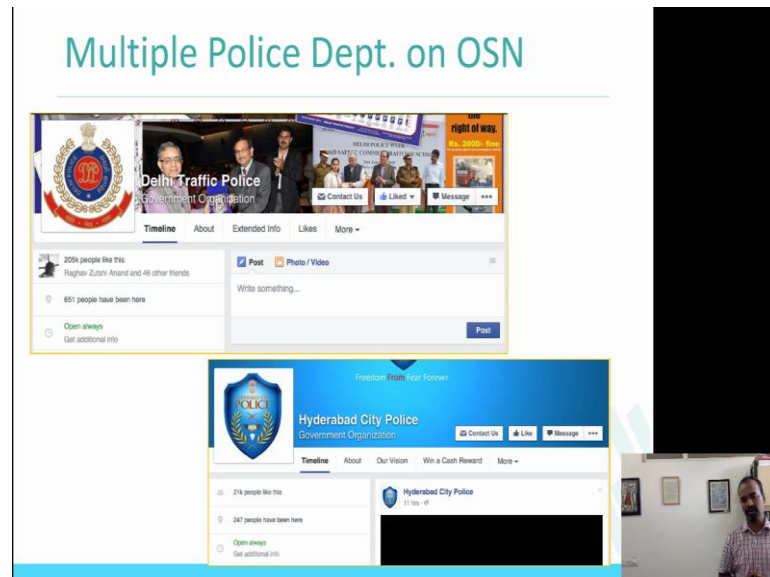 Multiple Police Dept. on OSN
the
right of way.
Rs. 2000/- fine
DELHI POLICE WEEK
Delhi Traffic Police
Government Organization
Contact Us
Liked
Message
Timeline About Extended Info Likes More
205k people like this
Raghav Zutshi Anand and 46 other friends
651 people have been here
Open always
Get additional info
Post Photo / Video
Write something...
Post
Freedom From Fear Forever
POLICE
Hyderabad City Police
Government Organization
Contact Us
Like
Message
Timeline About Our Vision Win a Cash Reward More
21k people like this
247 people have been here
Open always
Get additional info
Hyderabad City Police
11 hrs